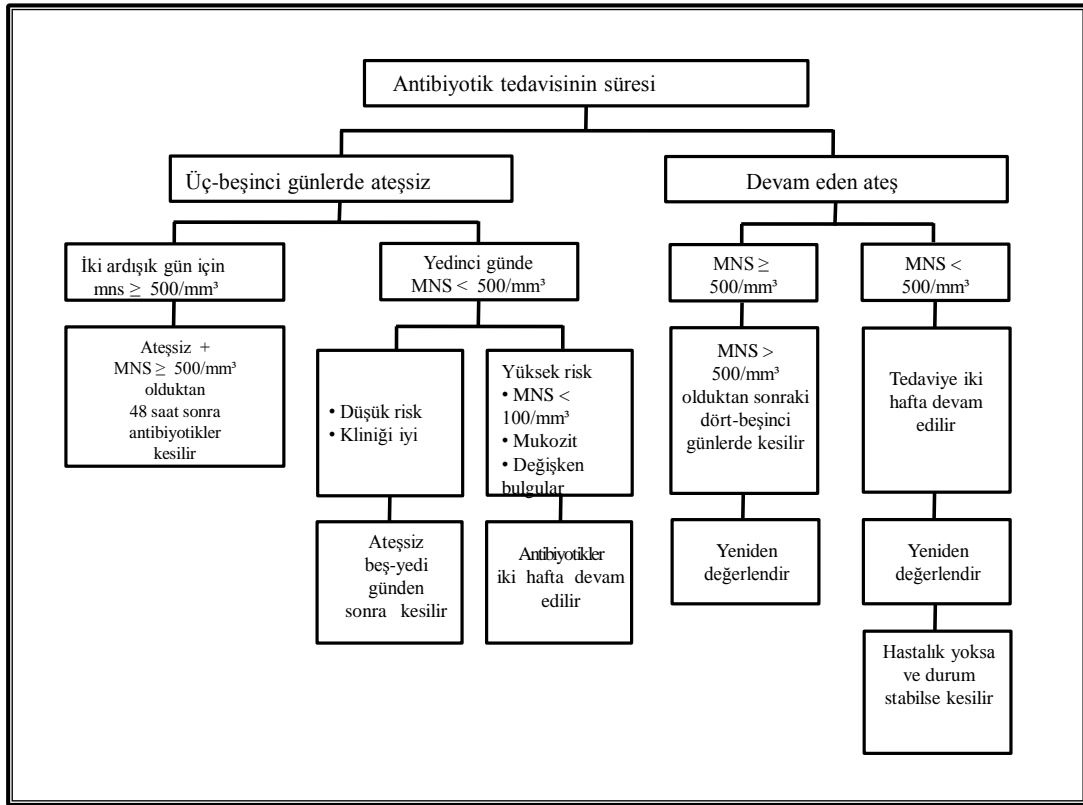 Antibiyotik tedavisinin süresi
Üç-beşinci günlerde ateşsiz
Devam eden ateş
İki ardışık gün için
mns ≥ 500/mm³
Yedinci günde
MNS < 500/mm³
MNS ≥
500/mm³
MNS <
500/mm³
Ateşsiz +
MNS ≥ 500/mm³
olduktan
48 saat sonra
antibiyotikler
kesilir
• Düşük risk
• Kliniği iyi
Yüksek risk
• MNS <
100/mm³
• Mukozit
• Değişken
bulgular
MNS >
500/mm³
olduktan sonraki
dört-beşinci
günlerde kesilir
Tedaviye iki
hafta devam
edilir
Ateşsiz
beş-yedi
günden
sonra kesilir
Antibiyotikler
iki hafta devam
edilir
Yeniden
değerlendir
Yeniden
değerlendir
Hastalık yoksa
ve durum
stabilse kesilir